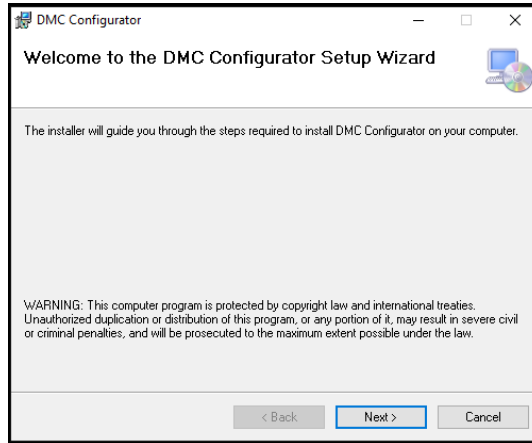 DMC Configurator
Welcome to the DMC Configurator Setup Wizard
The installer will guide you through the steps required to install DMC Configurator on your computer.
WARNING: This computer program is protected by copyright law and international treaties.
Unauthorized duplication or distribution of this program, or any portion of it, may result in severe civil
or criminal penalties, and will be prosecuted to the maximum extent possible under the law.
< Back
Next >
Cancel